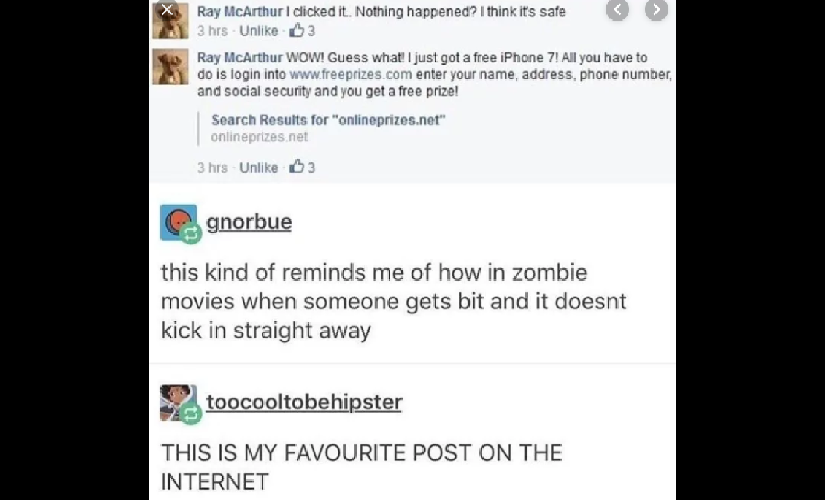 Ray McArthur I clicked it.. Nothing happened? I think it's safe
3 hrs · Unlike · 3
Ray McArthur WOW! Guess what! I just got a free iPhone 7! All you have to
do is login into www.freeprizes.com enter your name, address, phone number,
and social security and you get a free prize!
Search Results for "onlineprizes.net"
onlineprizes.net
3 hrs · Unlike · 3
gnorbue
this kind of reminds me of how in zombie
movies when someone gets bit and it doesnt
kick in straight away
toocooltobehipster
THIS IS MY FAVOURITE POST ON THE
INTERNET